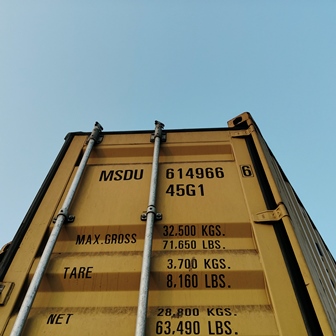 MSDU 614966 6
45G1
MAX.GROSS 32.500 KGS.
71.650 LBS.
TARE 3.700 KGS.
8.160 LBS.
NET 28,800 KGS.
63.490 LBS.